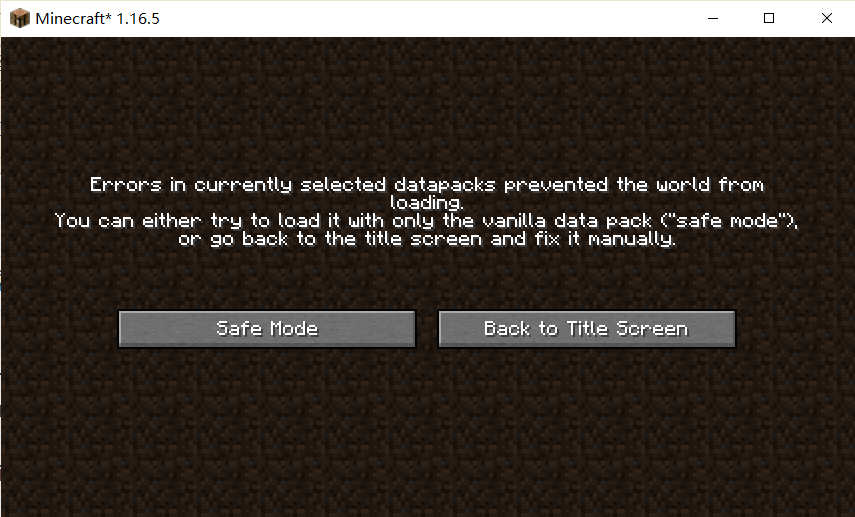 Minecraft* 1.16.5
Errors in currently selected datapacks prevented the world from
loading.
You can either try to load it with only the vanilla data pack ("safe mode"),
or go back to the title screen and fix it manually.
Safe Mode
Back to Title Screen